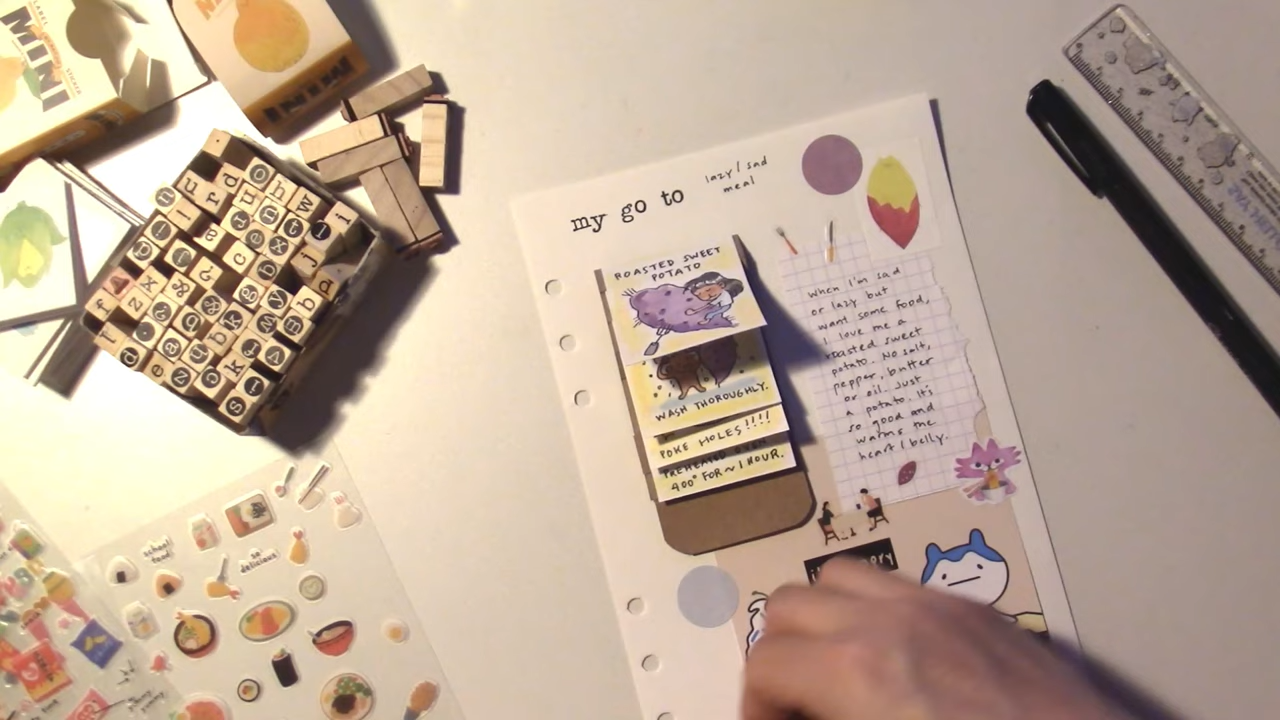 MINI
MINI
my go to
lazy / sad
meal
ROASTED SWEET
POTATO
WASH THOROUGHLY.
POKE HOLES!!!!
PREHEATED OVEN
400° FOR ~ 1 HOUR.
when I'm sad
or lazy but
want some food,
I love me a
roasted sweet
potato. No salt,
pepper, butter
or oil. Just
a potato. It's
so good and
warms the
heart / belly.
school
food
so
delicious